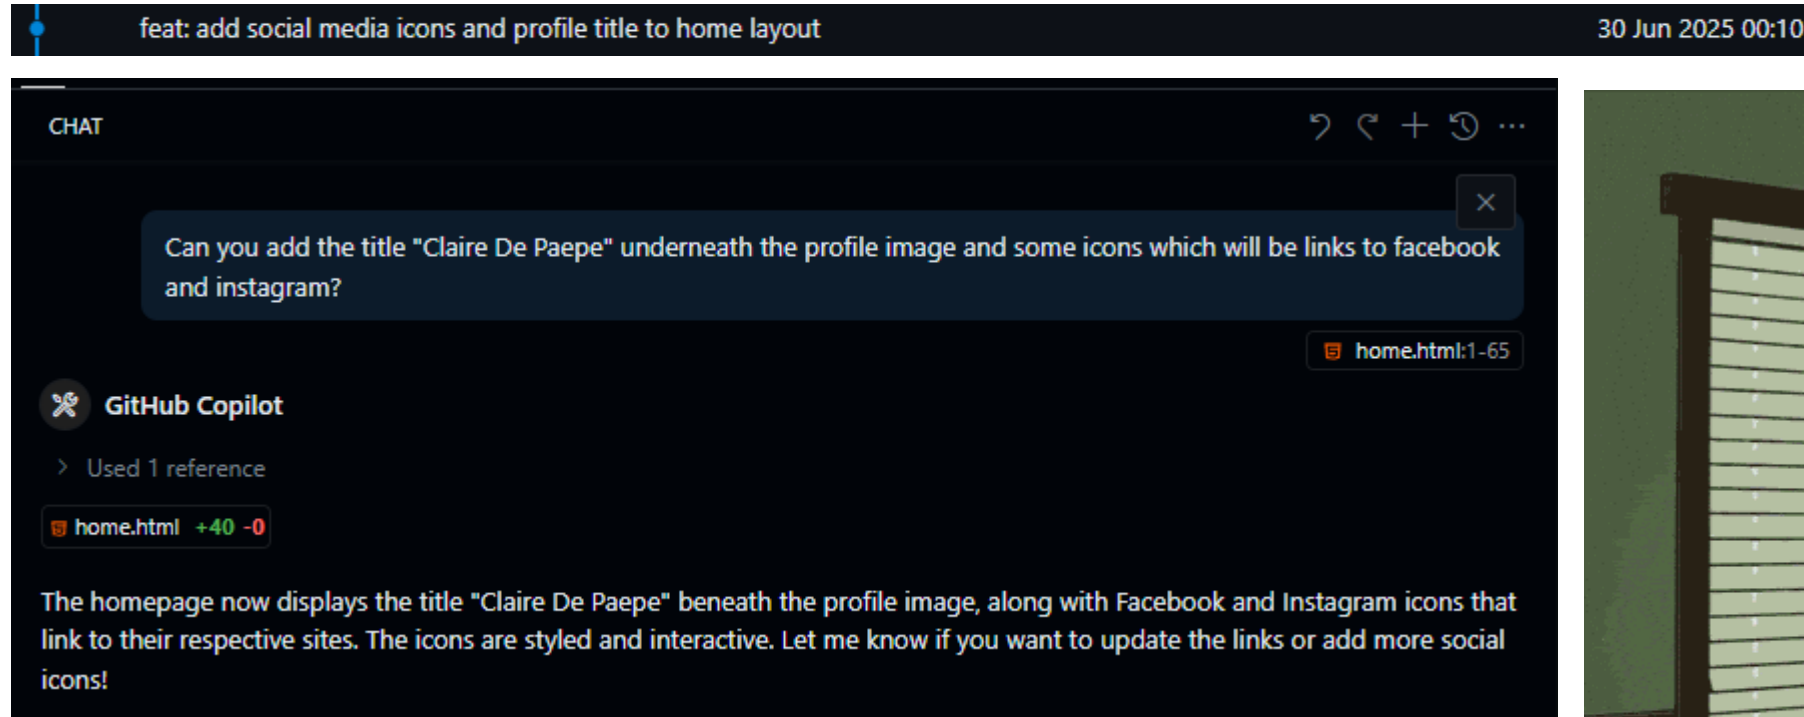 feat: add social media icons and profile title to home layout 30 Jun 2025 00:10
CHAT
Can you add the title "Claire De Paepe" underneath the profile image and some icons which will be links to facebook
and instagram?
home.html:1-65
GitHub Copilot
Used 1 reference
home.html +40 -0
The homepage now displays the title "Claire De Paepe" beneath the profile image, along with Facebook and Instagram icons that
link to their respective sites. The icons are styled and interactive. Let me know if you want to update the links or add more social
icons!